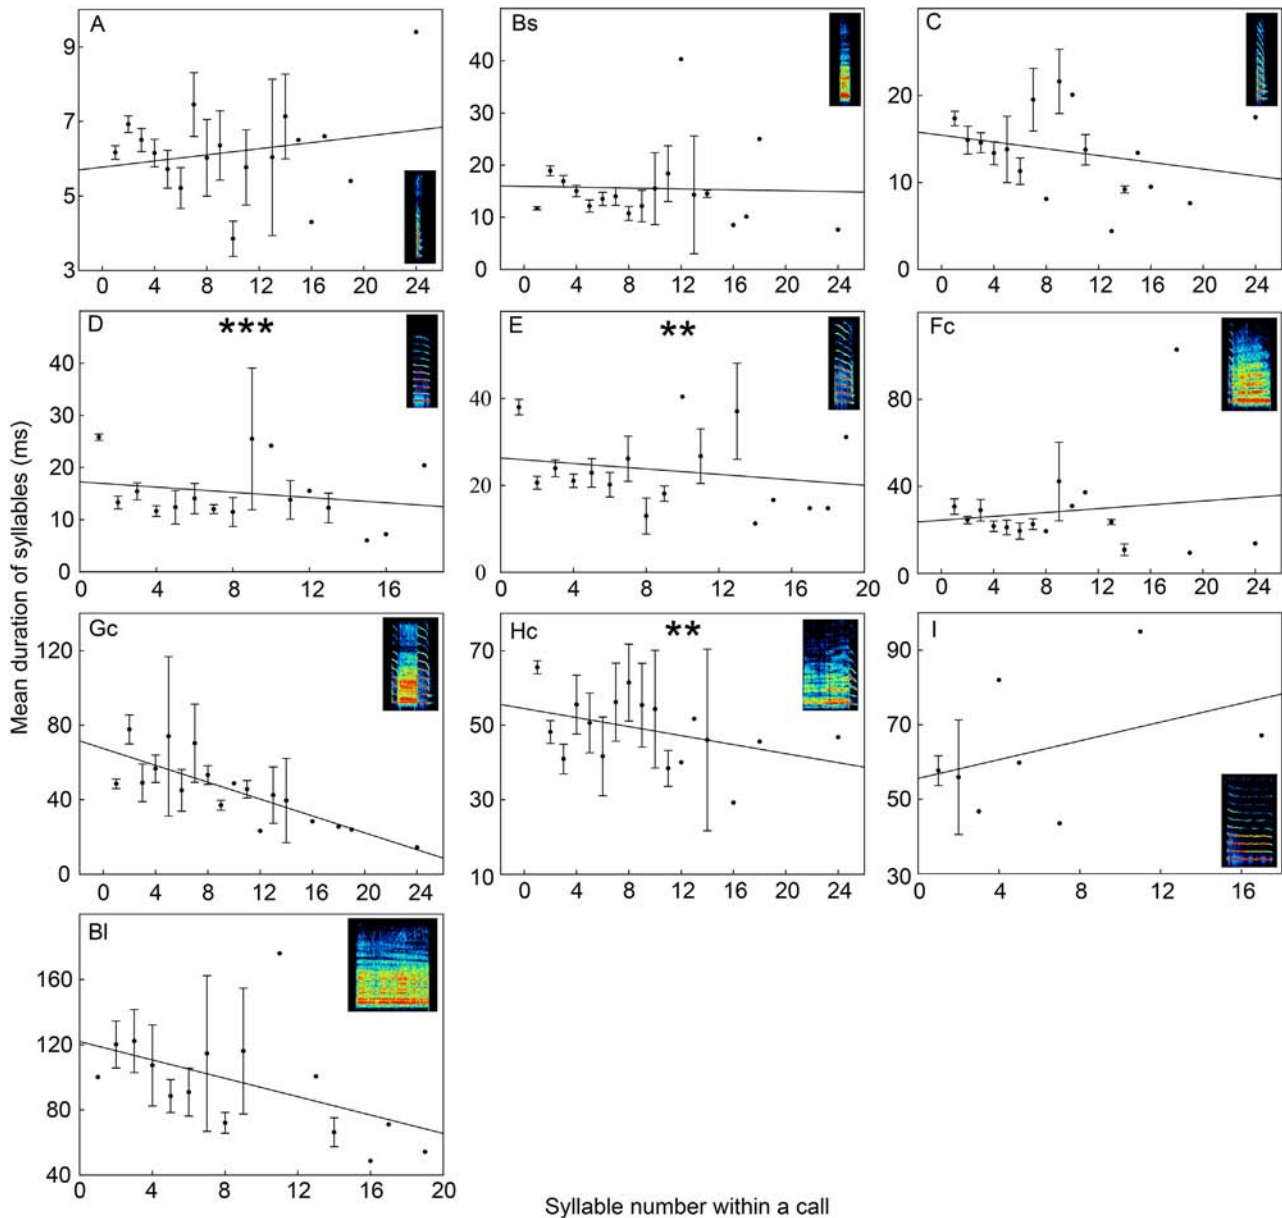 A
Bs
C
9
7
5
3
0 4 8 12 16 20 24
40
30
20
10
0
0 4 8 12 16 20 24
20
10
0
0 4 8 12 16 20 24
D
***
E
**
Fc
40
30
20
10
0
0 4 8 12 16
40
20
0
0 4 8 12 16 20
80
40
0
0 4 8 12 16 20 24
Mean duration of syllables (ms)
Gc
Hc
**
I
120
80
40
0
0 4 8 12 16 20 24
70
50
30
10
0 4 8 12 16 20 24
90
70
50
30
0 4 8 12 16
Bl
160
120
80
40
0 4 8 12 16 20
Syllable number within a call